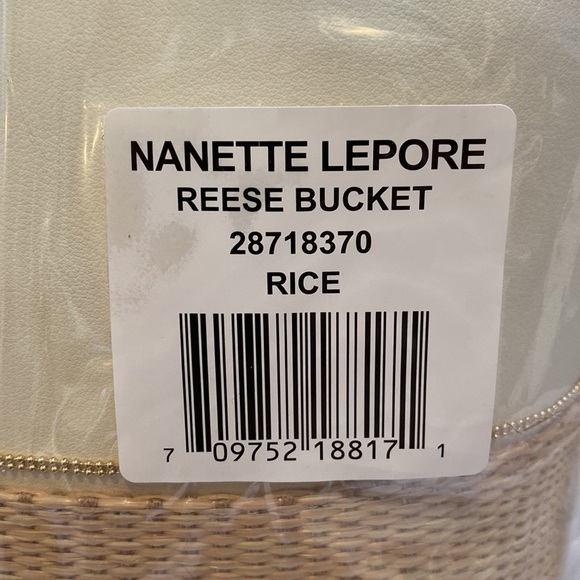 NANETTE LEPORE
REESE BUCKET
28718370
RICE
7 09752 18817 1